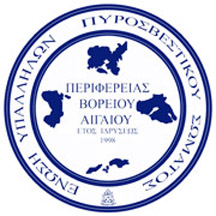 ΕΝΩΣΗ ΥΠΑΛΛΗΛΩΝ ΠΥΡΟΣΒΕΣΤΙΚΟΥ ΣΩΜΑΤΟΣ
ΠΕΡΙΦΕΡΕΙΑΣ
ΒΟΡΕΙΟΥ
ΑΙΓΑΙΟΥ
ΕΤΟΣ ΙΔΡΥΣΕΩΣ
1998